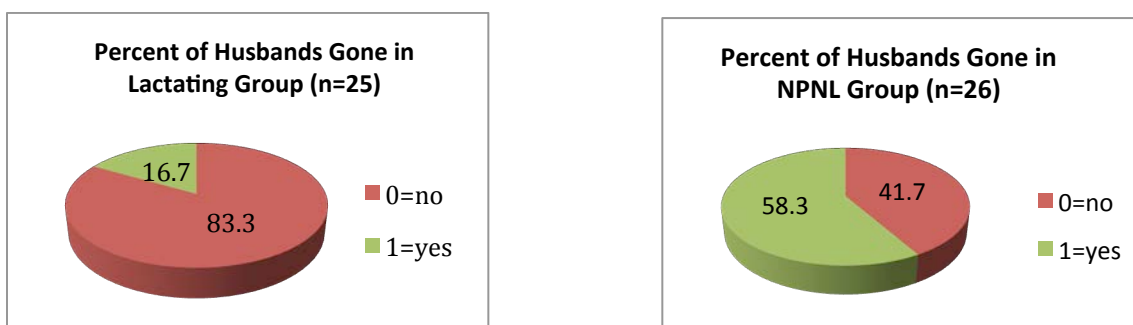 Percent of Husbands Gone in
Lactating Group (n=25)
16.7
83.3
0=no
1=yes
Percent of Husbands Gone in
NPNL Group (n=26)
58.3
41.7
0=no
1=yes